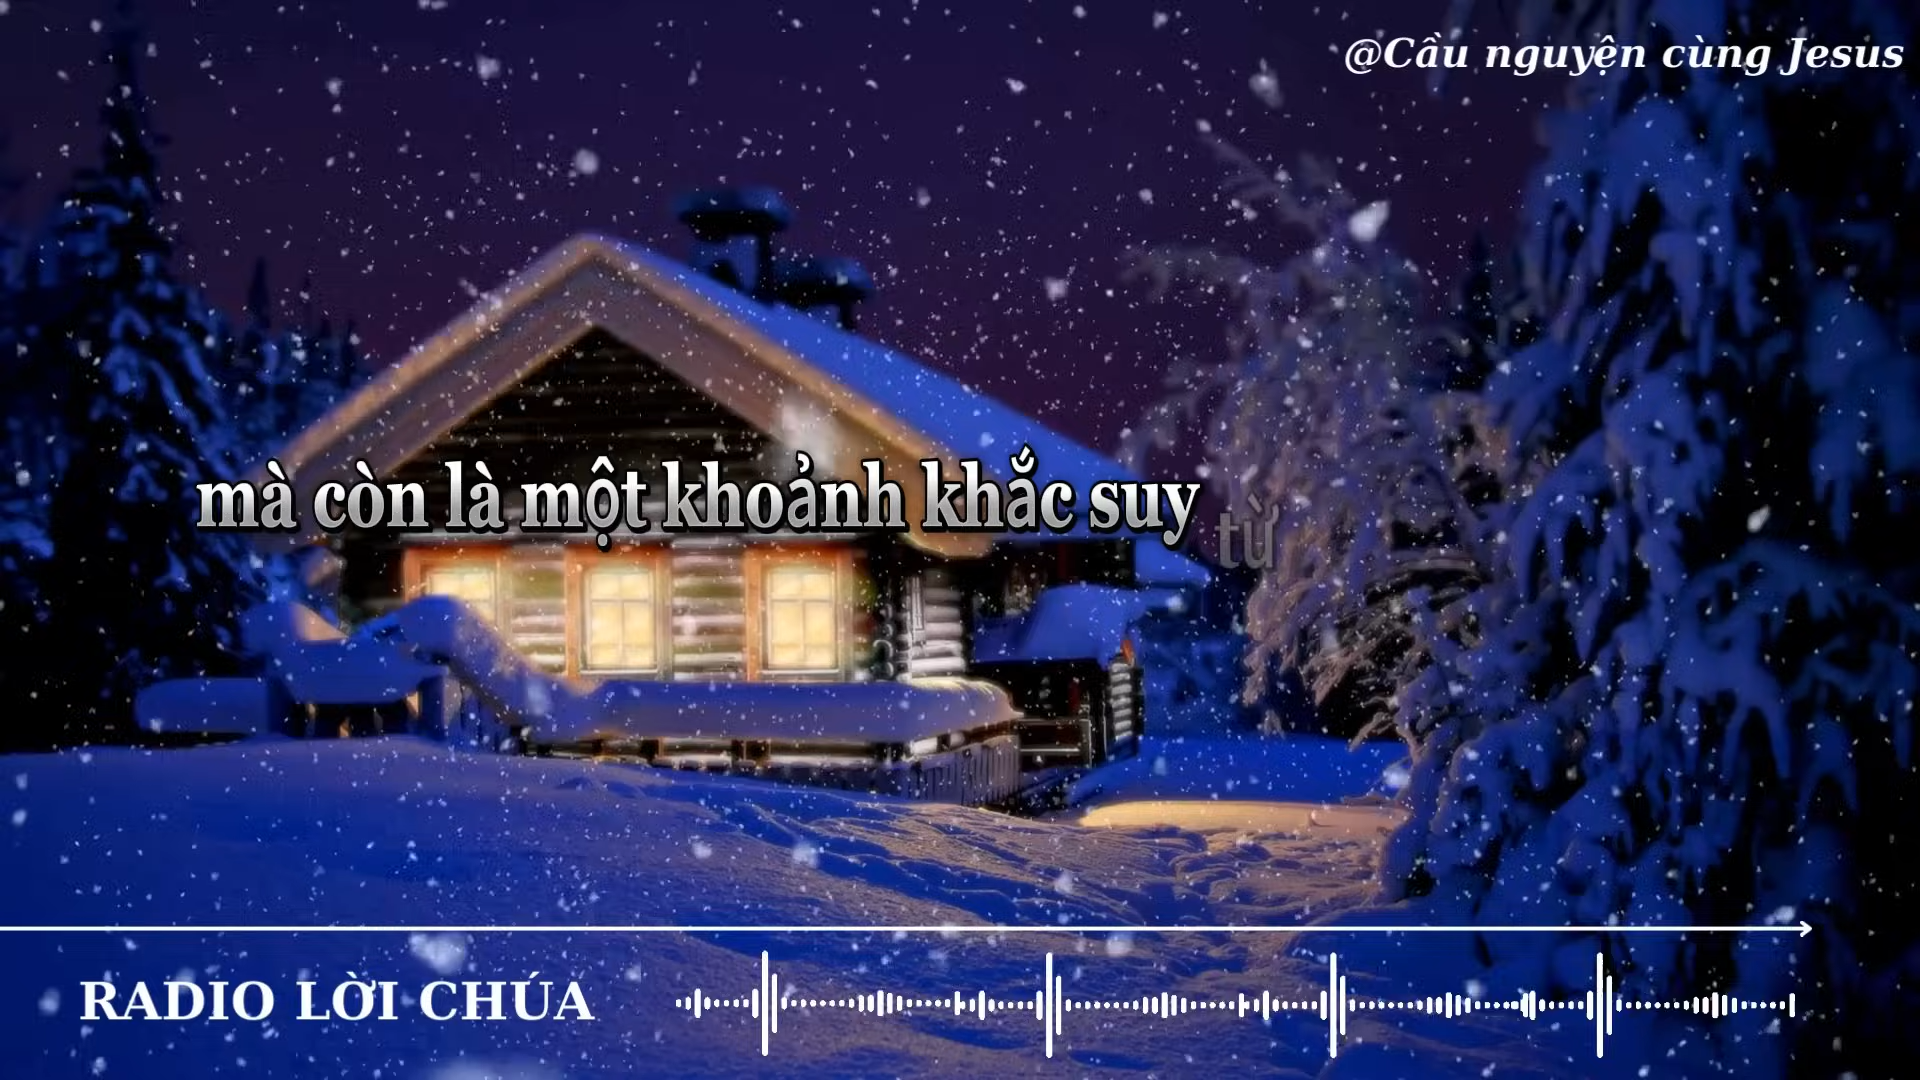 @Cầu nguyện cùng Jesus
mà còn là một khoảnh khắc suy từ
RADIO LỜI CHÚA